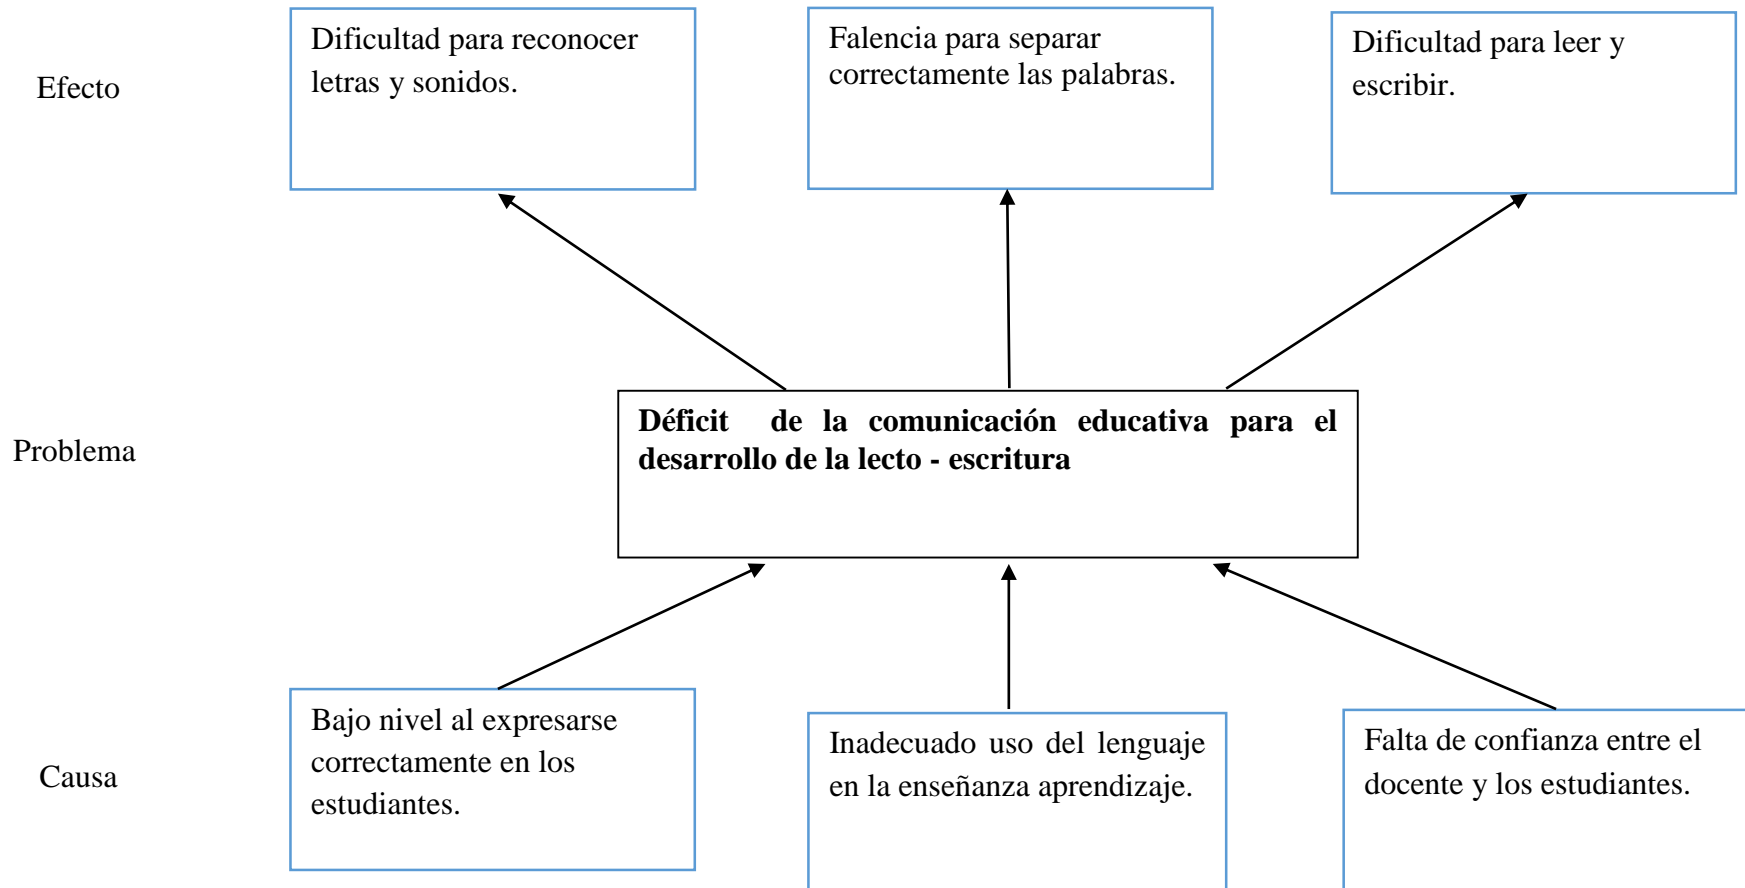 Efecto
Dificultad para reconocer
letras y sonidos.
Falencia para separar
correctamente las palabras.
Dificultad para leer y
escribir.
Problema
Déficit de la comunicación educativa para el
desarrollo de la lecto - escritura
Causa
Bajo nivel al expresarse
correctamente en los
estudiantes.
Inadecuado uso del lenguaje
en la enseñanza aprendizaje.
Falta de confianza entre el
docente y los estudiantes.